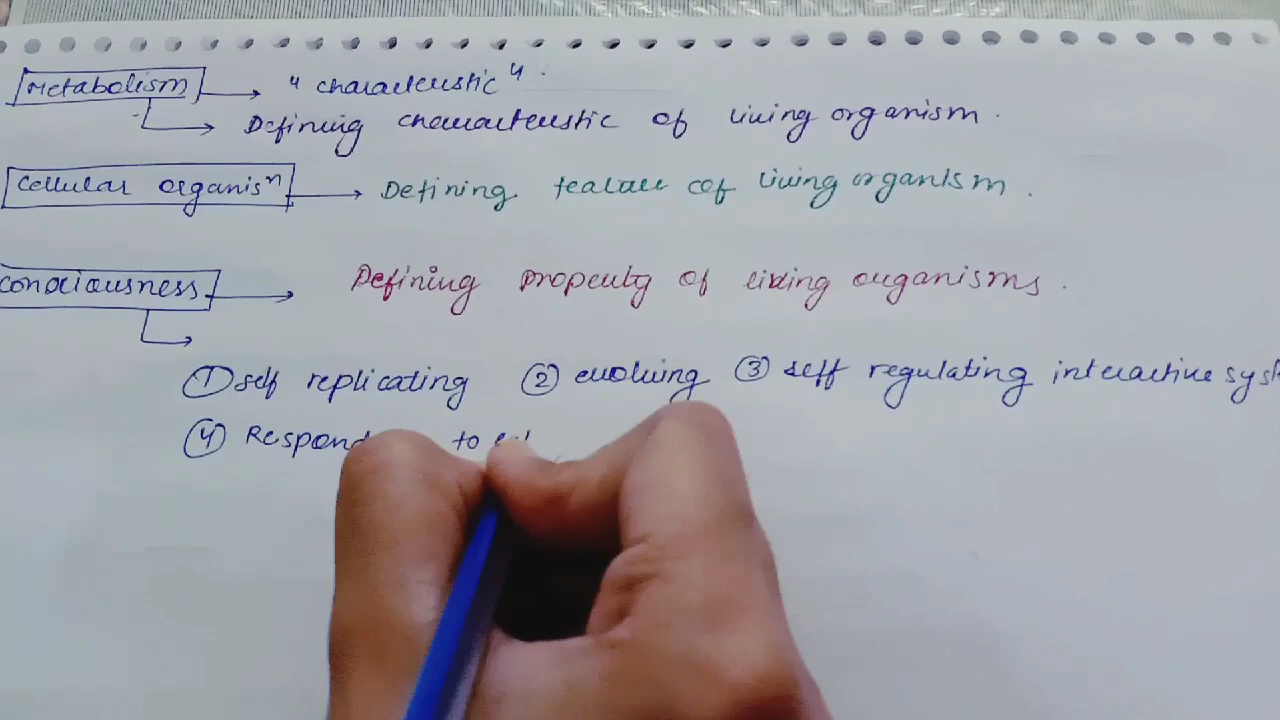 Metabolism → " characteristic ".
→ Defining characteristic of living organism.
Cellular organisⁿ → Defining feature of living organism.
Consciousness → Defining property of living organisms.
① self replicating ② evolving ③ self regulating interactive syst
④ Respond to